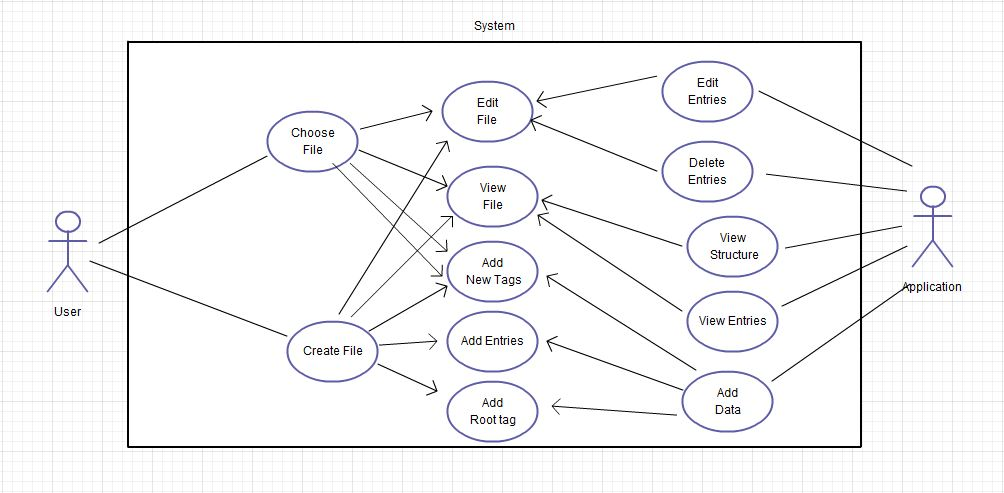 System
Edit
Entries
Edit
File
Choose
File
Delete
Entries
View
File
View
Structure
Add
New Tags
Application
User
View Entries
Add Entries
Create File
Add
Data
Add
Root tag